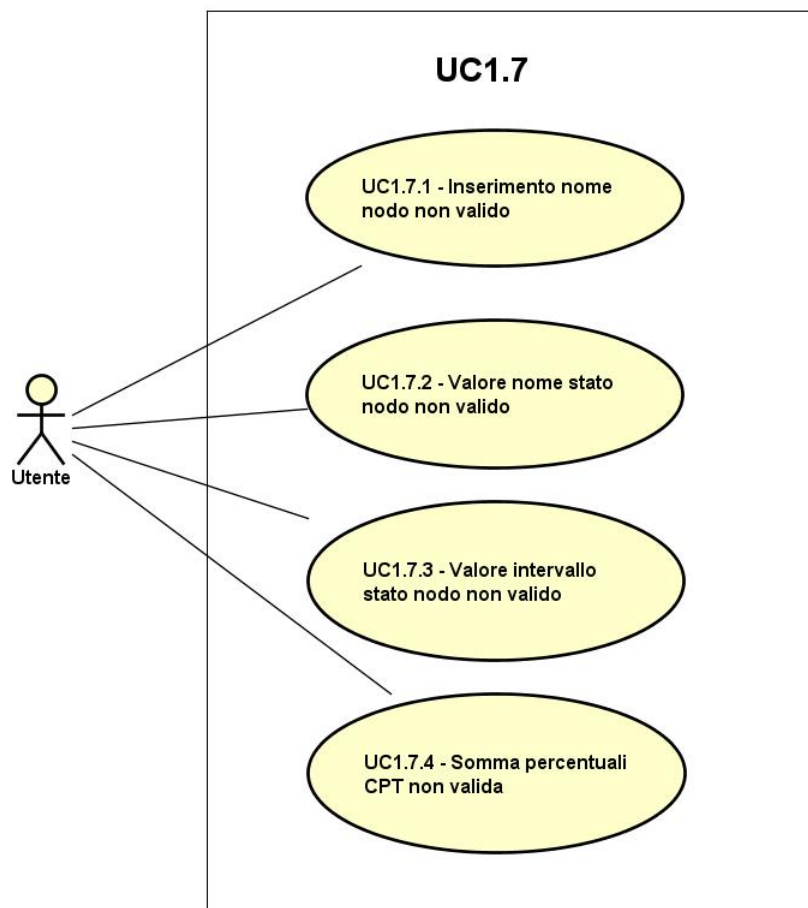 UC1.7
UC1.7.1 - Inserimento nome
nodo non valido
UC1.7.2 - Valore nome stato
nodo non valido
Utente
UC1.7.3 - Valore intervallo
stato nodo non valido
UC1.7.4 - Somma percentuali
CPT non valida